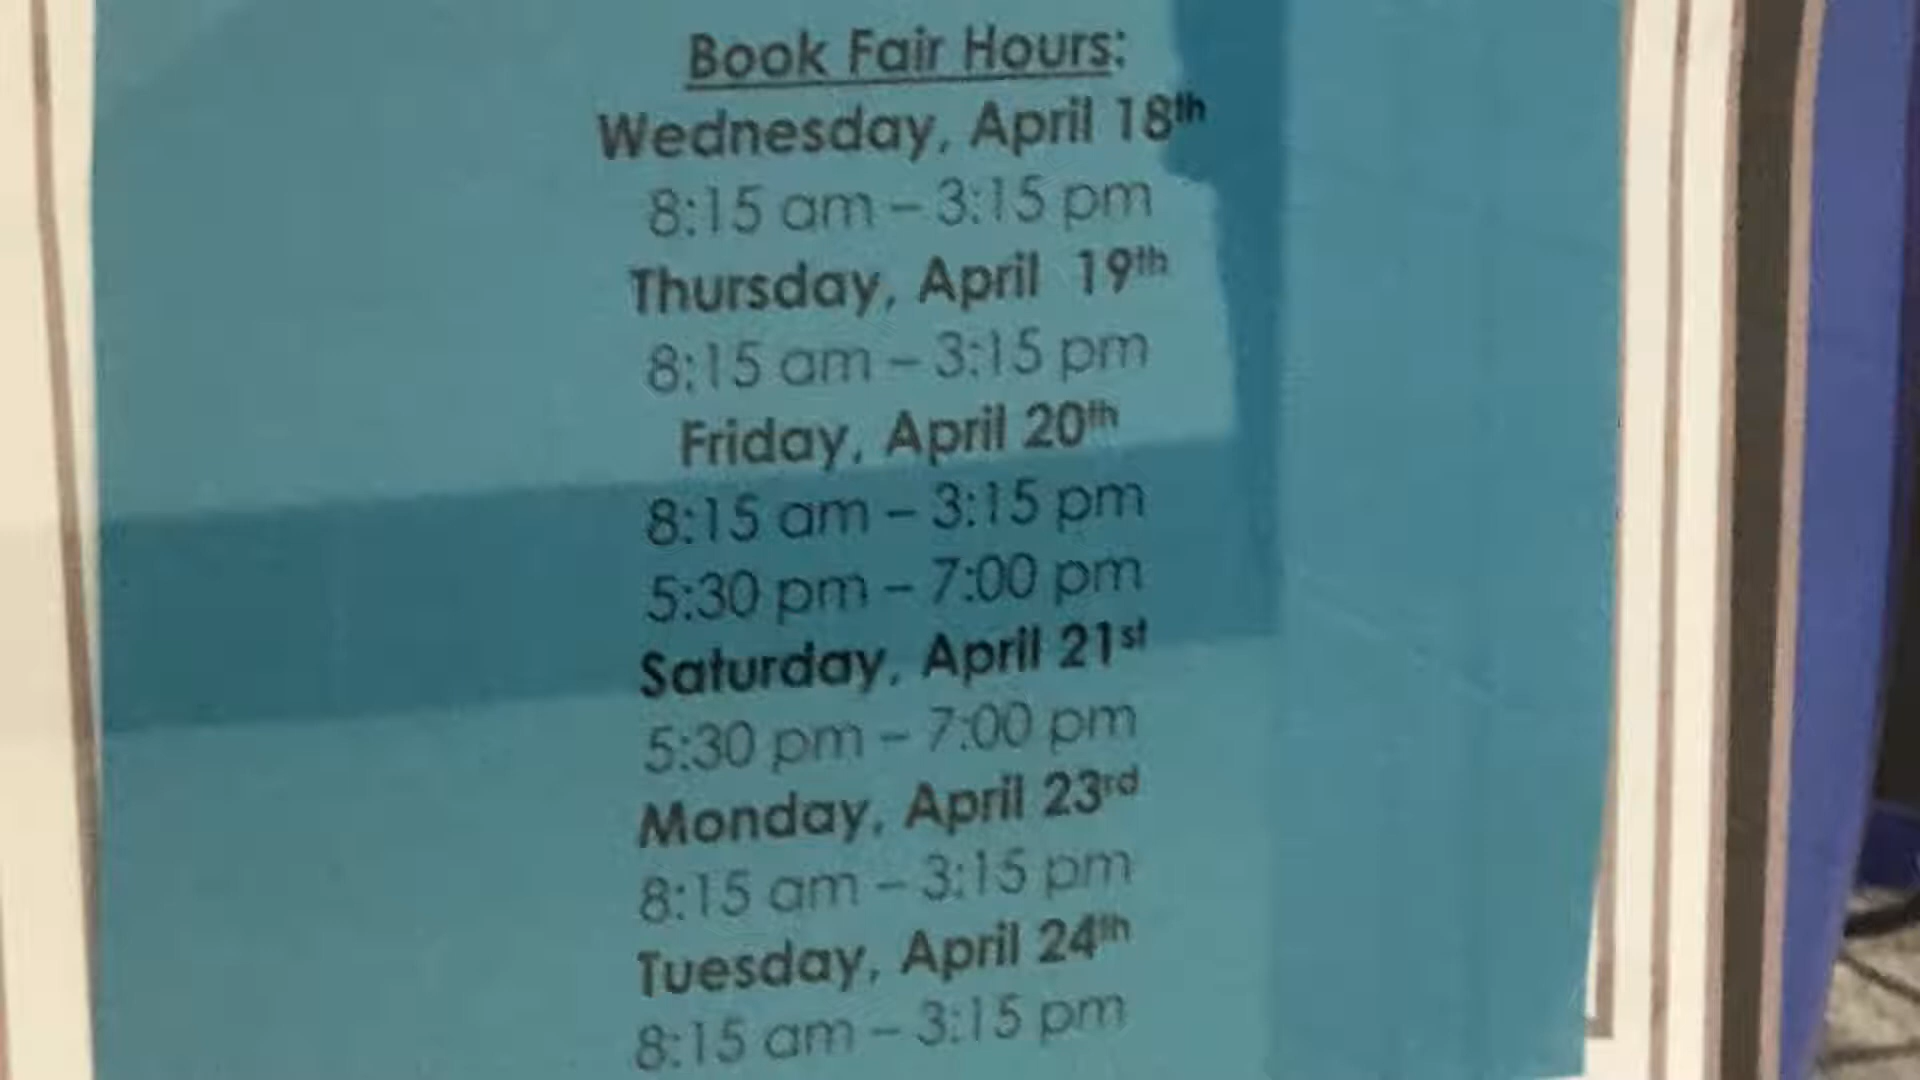 Book Fair Hours:
Wednesday, April 18th
8:15 am – 3:15 pm
Thursday, April 19th
8:15 am – 3:15 pm
Friday, April 20th
8:15 am – 3:15 pm
5:30 pm – 7:00 pm
Saturday, April 21st
5:30 pm – 7:00 pm
Monday, April 23rd
8:15 am – 3:15 pm
Tuesday, April 24th
8:15 am – 3:15 pm